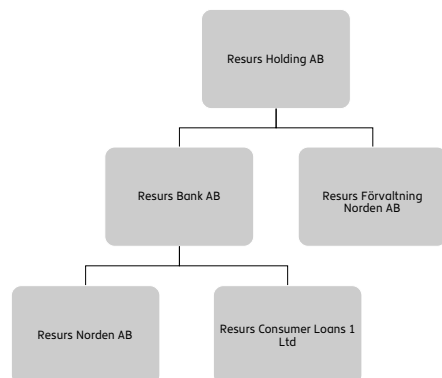 Resurs Holding AB
Resurs Bank AB
Resurs Förvaltning
Norden AB
Resurs Norden AB
Resurs Consumer Loans 1
Ltd